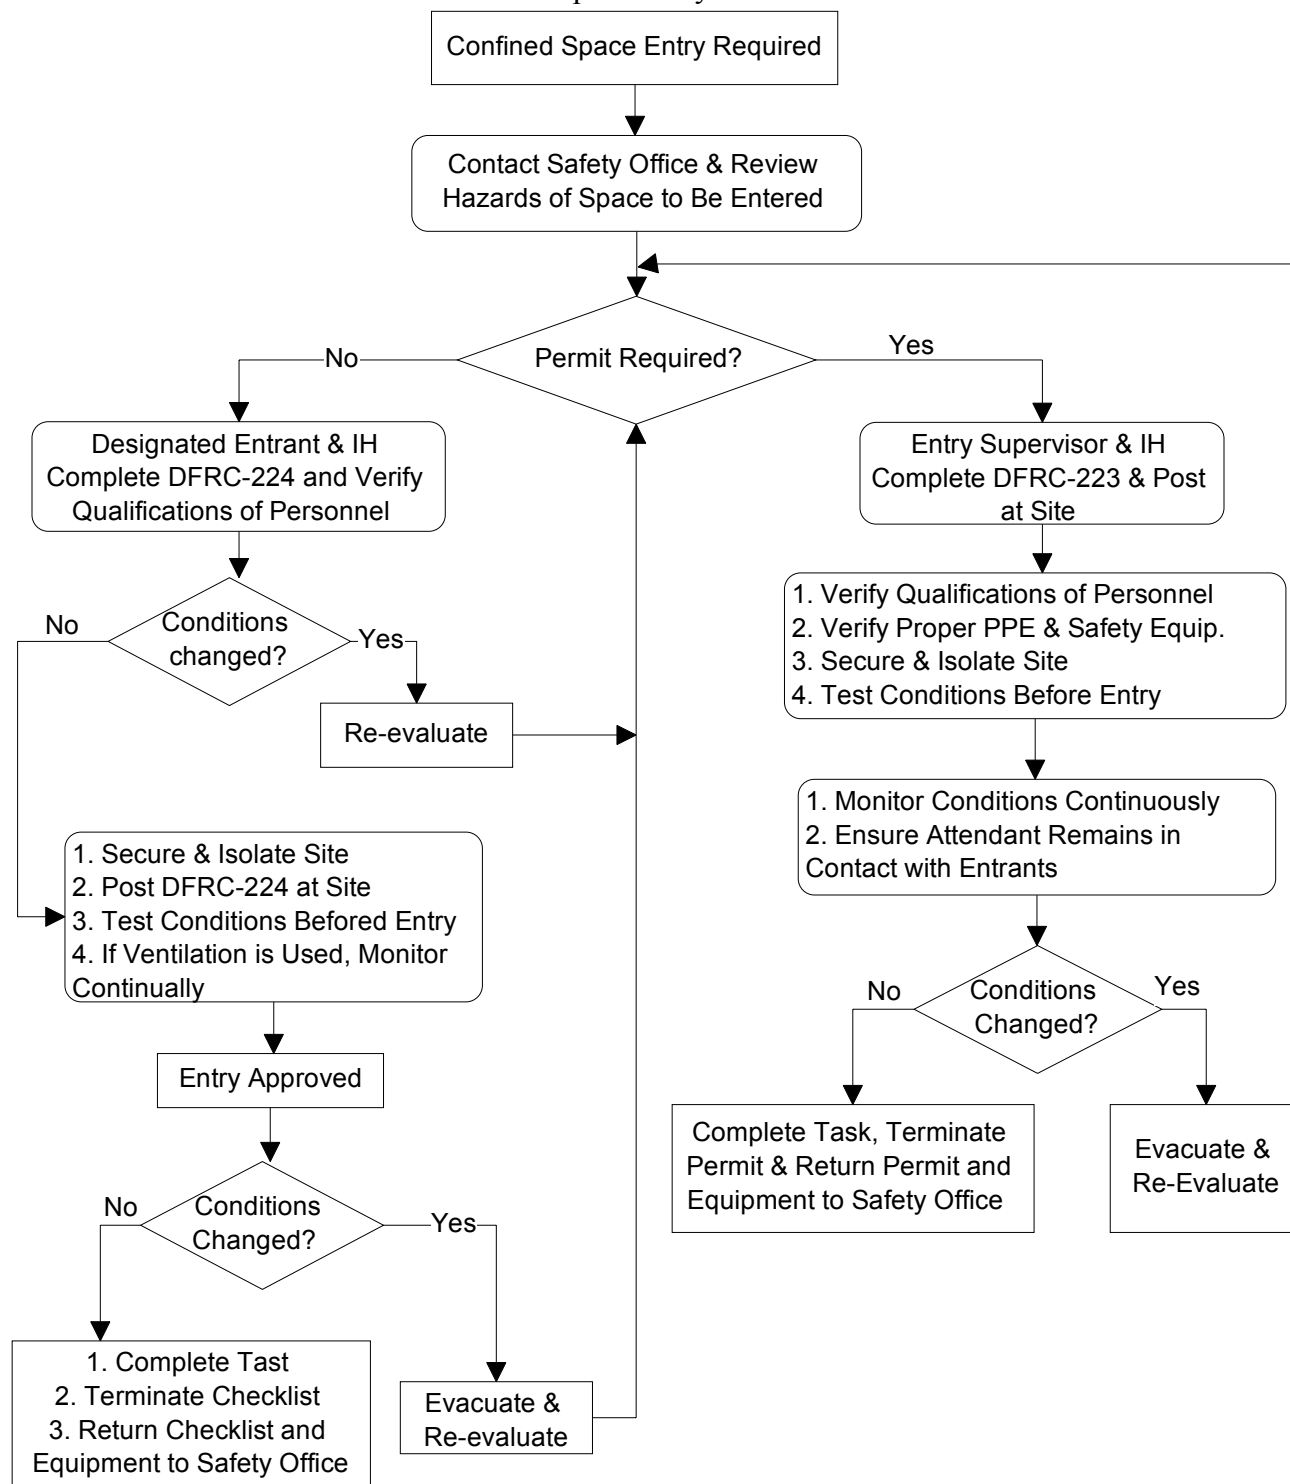 Confined Space Entry Required
Contact Safety Office & Review
Hazards of Space to Be Entered
Permit Required?
No
Yes
Designated Entrant & IH
Complete DFRC-224 and Verify
Qualifications of Personnel
Entry Supervisor & IH
Complete DFRC-223 & Post
at Site
Conditions
changed?
No
Yes
Re-evaluate
1. Verify Qualifications of Personnel
2. Verify Proper PPE & Safety Equip.
3. Secure & Isolate Site
4. Test Conditions Before Entry
1. Monitor Conditions Continuously
2. Ensure Attendant Remains in
Contact with Entrants
1. Secure & Isolate Site
2. Post DFRC-224 at Site
3. Test Conditions Befored Entry
4. If Ventilation is Used, Monitor
Continually
Entry Approved
No
Conditions
Changed?
Yes
Complete Task, Terminate
Permit & Return Permit and
Equipment to Safety Office
Evacuate &
Re-Evaluate
No
Conditions
Changed?
Yes
1. Complete Tast
2. Terminate Checklist
3. Return Checklist and
Equipment to Safety Office
Evacuate &
Re-evaluate